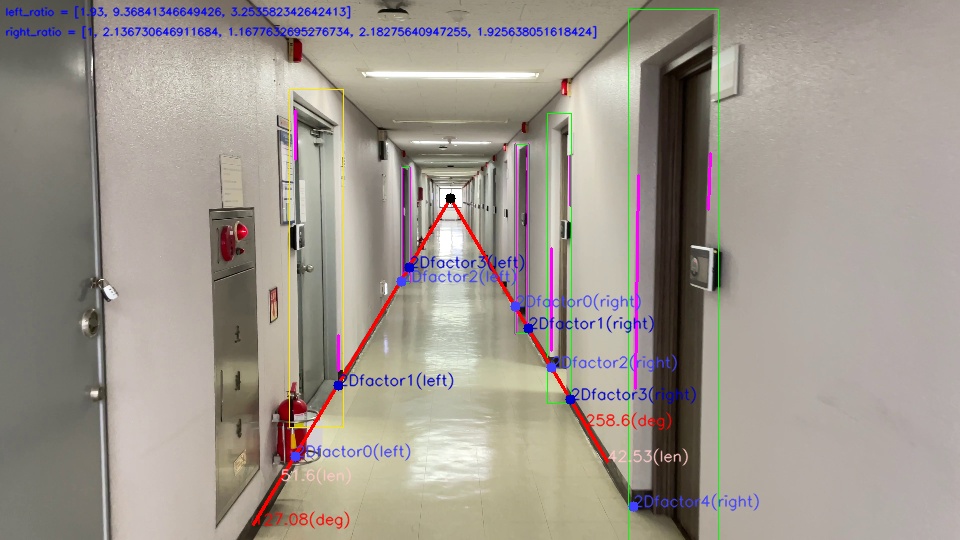 left_ratio = [1.93, 9.36841346649426, 3.253582342642413]
right_ratio = [1, 2.136730646911684, 1.1677632695276734, 2.18275640947255, 1.925638051618424]
2Dfactor3(left)
2Dfactor2(left)
2Dfactor0(right)
2Dfactor1(right)
2Dfactor2(right)
2Dfactor1(left)
2Dfactor3(right)
258.6(deg)
2Dfactor0(left)
42.53(len)
51.6(len)
2Dfactor4(right)
127.08(deg)